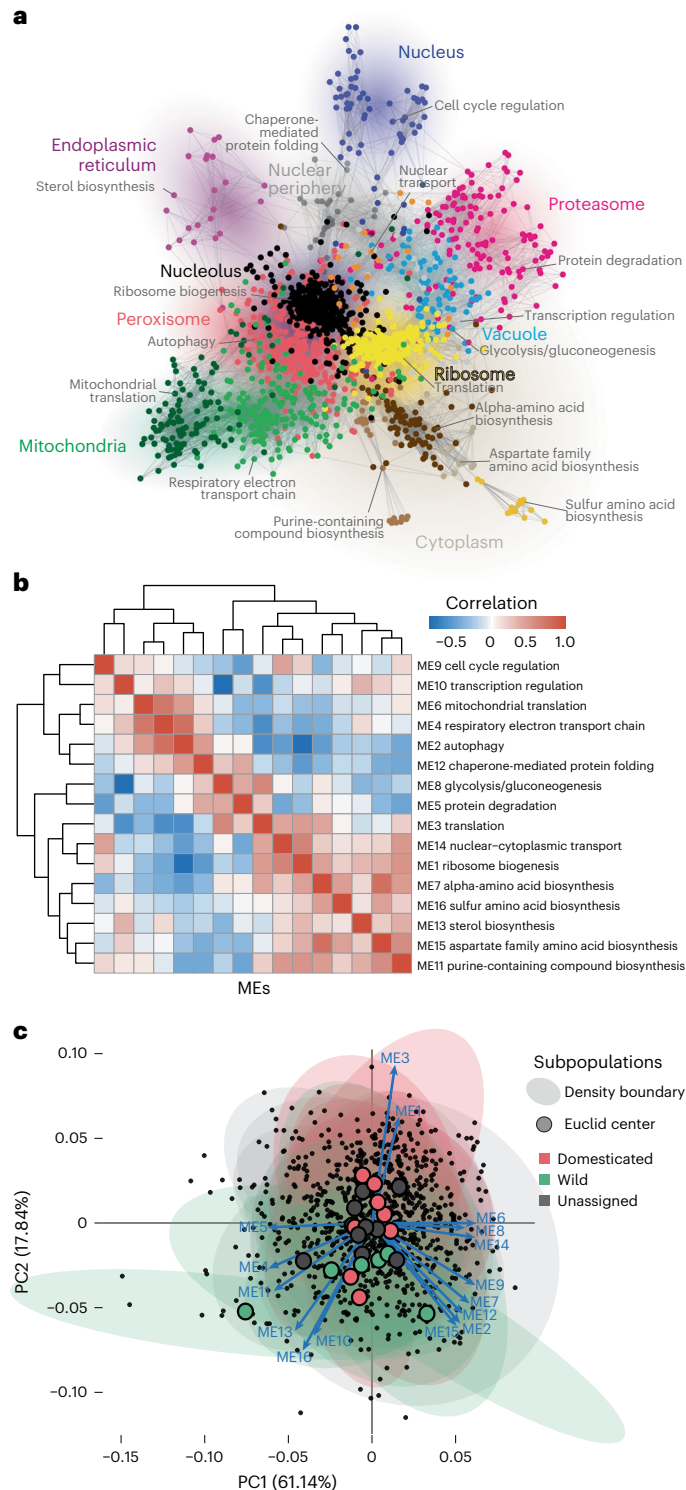 a
Nucleus
Cell cycle regulation
Chaperone-
mediated
protein folding
Endoplasmic
reticulum
Nuclear
periphery
Nuclear
transport
Sterol biosynthesis
Proteasome
Nucleolus
Protein degradation
Ribosome biogenesis
Peroxisome
Transcription regulation
Vacuole
Autophagy
Glycolysis/gluconeogenesis
Ribosome
Translation
Mitochondrial
translation
Alpha-amino acid
biosynthesis
Mitochondria
Aspartate family
amino acid biosynthesis
Respiratory electron
transport chain
Sulfur amino acid
biosynthesis
Purine-containing
compound biosynthesis
Cytoplasm
b
Correlation
−0.5 0 0.5 1.0
ME9 cell cycle regulation
ME10 transcription regulation
ME6 mitochondrial translation
ME4 respiratory electron transport chain
ME2 autophagy
ME12 chaperone-mediated protein folding
ME8 glycolysis/gluconeogenesis
ME5 protein degradation
ME3 translation
ME14 nuclear–cytoplasmic transport
ME1 ribosome biogenesis
ME7 alpha-amino acid biosynthesis
ME16 sulfur amino acid biosynthesis
ME13 sterol biosynthesis
ME15 aspartate family amino acid biosynthesis
ME11 purine-containing compound biosynthesis
MEs
c
0.10
0.05
0
−0.05
−0.10
PC2 (17.84%)
ME3
ME1
ME6
ME8
ME14
ME5
ME4
ME11
ME9
ME7
ME12
ME2
ME15
ME13
ME10
ME16
Subpopulations
Density boundary
Euclid center
Domesticated
Wild
Unassigned
−0.15 −0.10 −0.05 0 0.05
PC1 (61.14%)